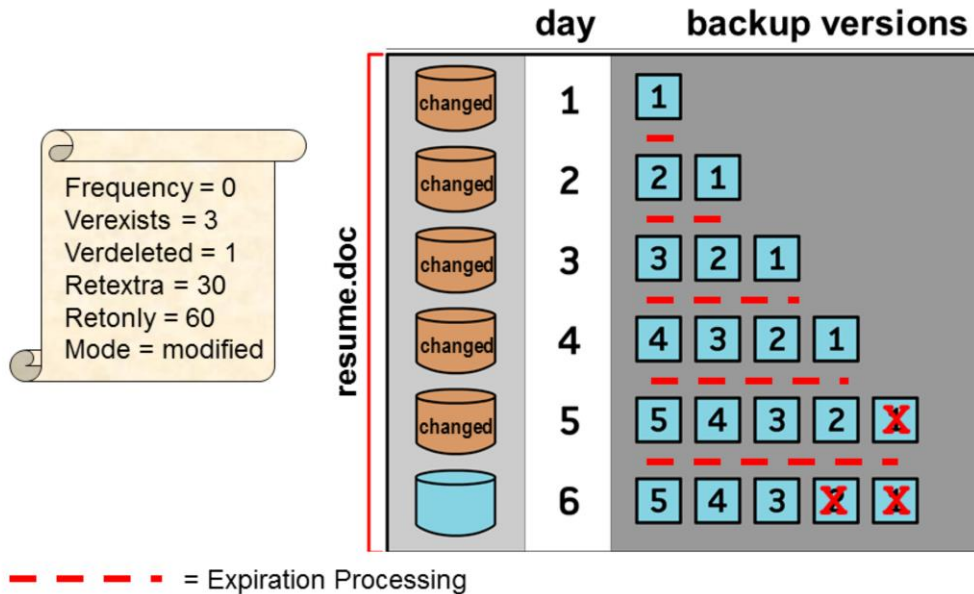 day backup versions
Frequency = 0
Verexists = 3
Verdeleted = 1
Retextra = 30
Retonly = 60
Mode = modified
resume.doc
changed 1 1
changed 2 2 1
changed 3 3 2 1
changed 4 4 3 2 1
changed 5 5 4 3 2 X
6 5 4 3 X X
= Expiration Processing